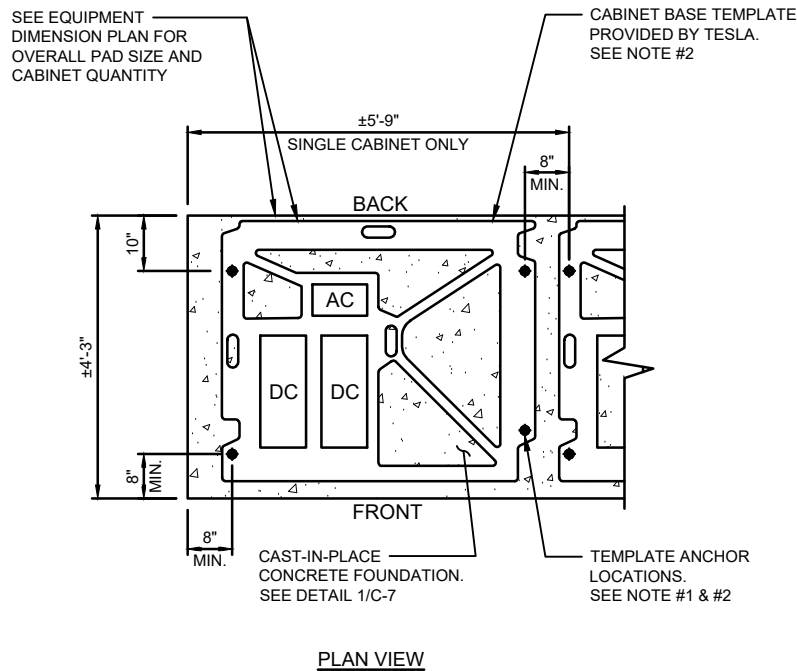 SEE EQUIPMENT
DIMENSION PLAN FOR
OVERALL PAD SIZE AND
CABINET QUANTITY
CABINET BASE TEMPLATE
PROVIDED BY TESLA.
SEE NOTE #2
±5'-9"
SINGLE CABINET ONLY
8"
MIN.
BACK
10"
AC
±4'-3"
DC
DC
8"
MIN.
FRONT
8"
MIN.
CAST-IN-PLACE
CONCRETE FOUNDATION.
SEE DETAIL 1/C-7
TEMPLATE ANCHOR
LOCATIONS.
SEE NOTE #1 & #2
PLAN VIEW